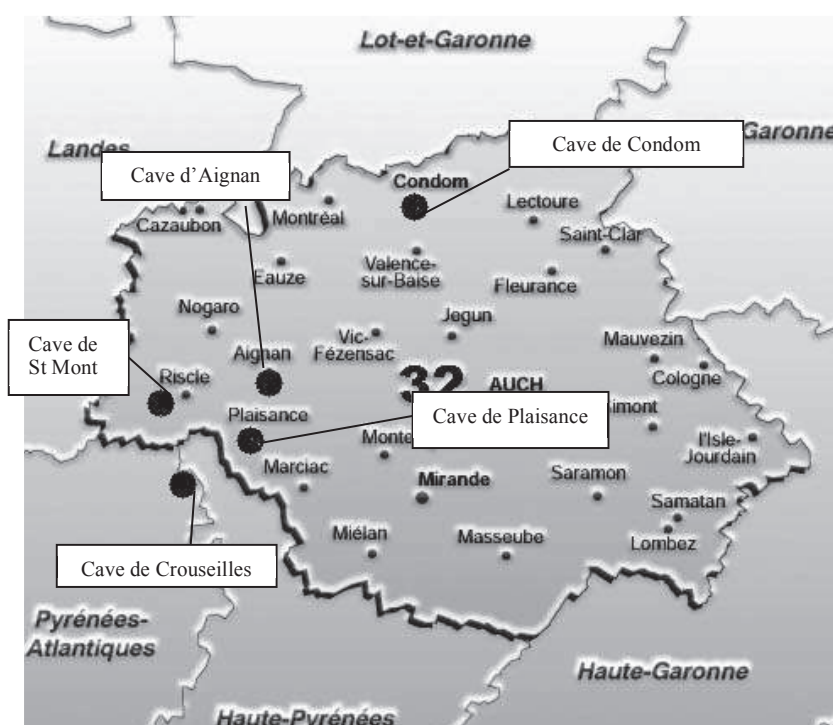 Lot-et-Garonne
Garonne
Landes
Cave de Condom
Cave d’Aignan
Condom
Lectoure
Montréal
Cazaubon
Saint-Clar
Valence-
sur-Baïse
Eauze
Fleurance
Nogaro
Jegun
Cave de
St Mont
Vic-
Fézensac
Mauvezin
Aignan
Cologne
Riscle
32
AUCH
Plaisance
Cave de Plaisance
imont
Monte
l'Isle-
Jourdain
Marciac
Mirande
Saramon
Samatan
Miélan
Masseube
Lombez
Cave de Crouseilles
Pyrénées-
Atlantiques
Haute-Garonne
Haute-Pyrénées